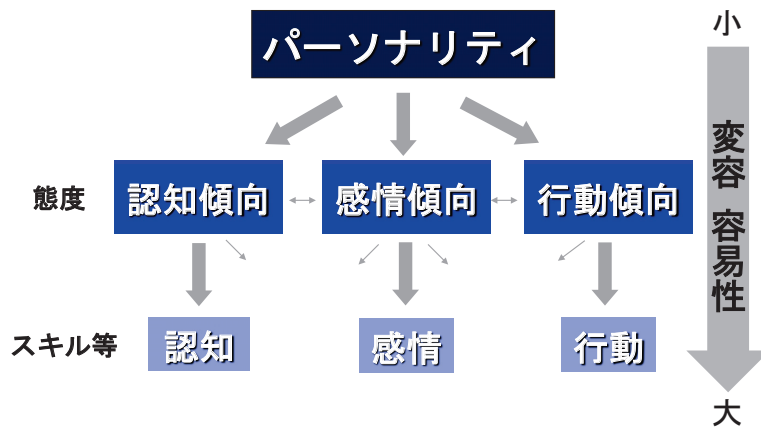 小
パーソナリティ
変容 容易性
態度
認知傾向
感情傾向
行動傾向
スキル等
認知
感情
行動
大